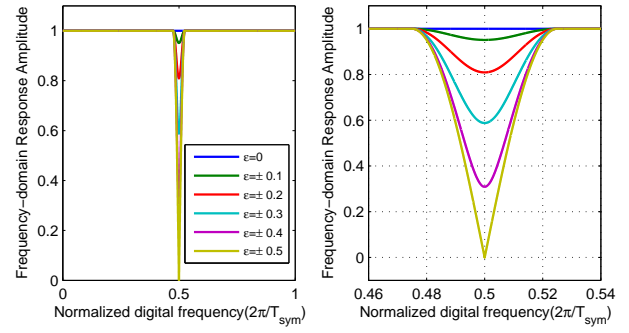 Frequency-domain Response Amplitude
1
0.8
0.6
0.4
0.2
0
ε=0
ε=± 0.1
ε=± 0.2
ε=± 0.3
ε=± 0.4
ε=± 0.5
0 0.5 1
Normalized digital frequency(2π/Tsym)
Frequency-domain Response Amplitude
1
0.8
0.6
0.4
0.2
0
0.46 0.48 0.5 0.52 0.54
Normalized digital frequency(2π/Tsym)